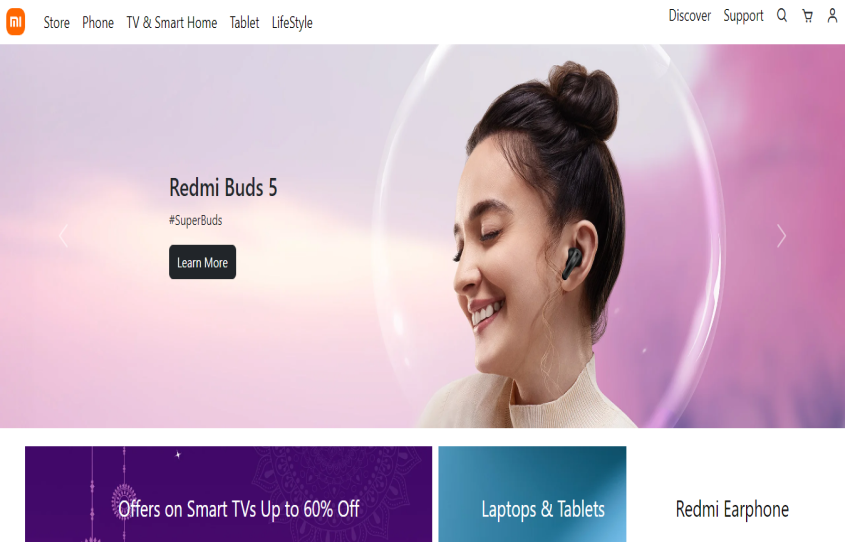 mi
Store Phone TV & Smart Home Tablet LifeStyle Discover Support
Redmi Buds 5
#SuperBuds
Learn More
Offers on Smart TVs Up to 60% Off
Laptops & Tablets
Redmi Earphone